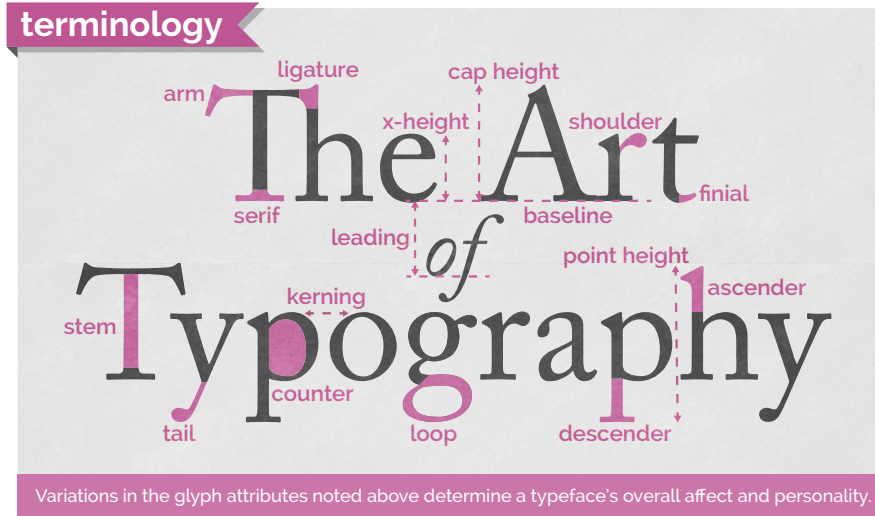 terminology
ligature
cap height
arm
x-height
shoulder
The Art
serif
baseline
finial
leading
of
point height
kerning
ascender
stem
Typography
counter
tail
loop
descender
Variations in the glyph attributes noted above determine a typeface's overall affect and personality.